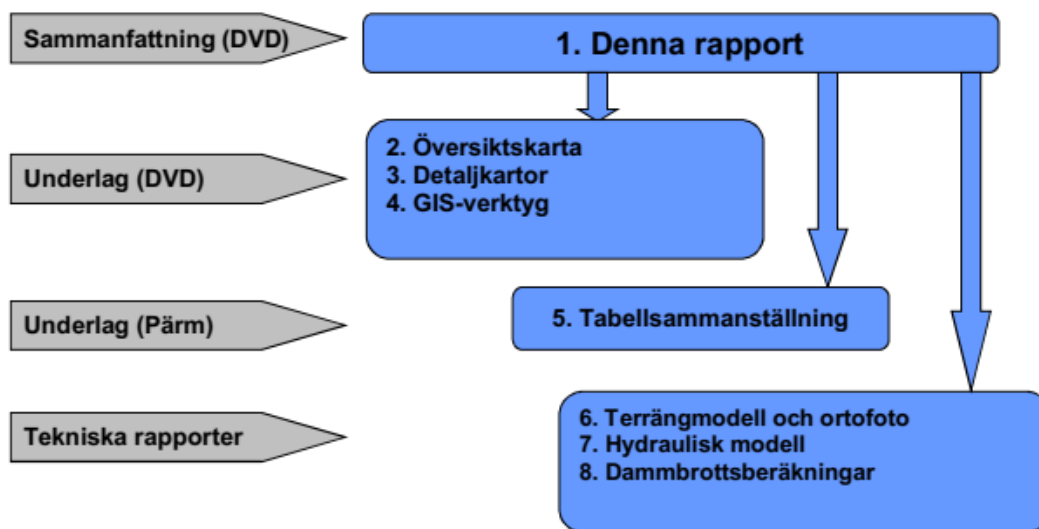 Sammanfattning (DVD)
1. Denna rapport
Underlag (DVD)
2. Översiktskarta
3. Detaljkartor
4. GIS-verktyg
Underlag (Pärm)
5. Tabellsammanställning
Tekniska rapporter
6. Terrängmodell och ortofoto
7. Hydraulisk modell
8. Dammbrottsberäkningar